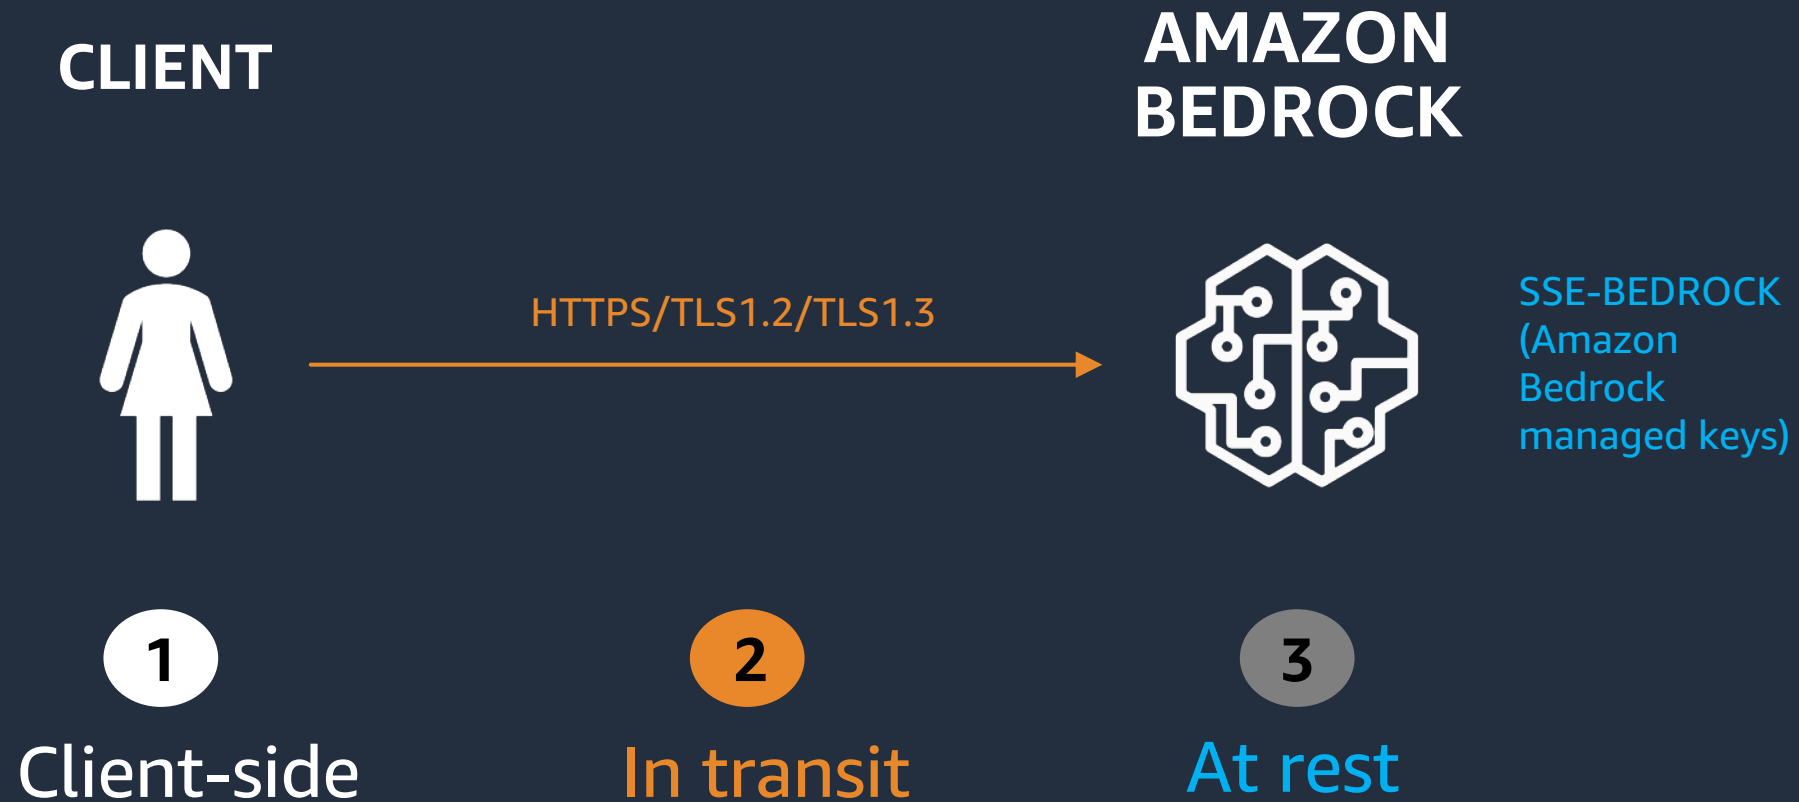 CLIENT
AMAZON
BEDROCK
HTTPS/TLS1.2/TLS1.3
SSE-BEDROCK
(Amazon
Bedrock
managed keys)
1
2
3
Client-side
In transit
At rest